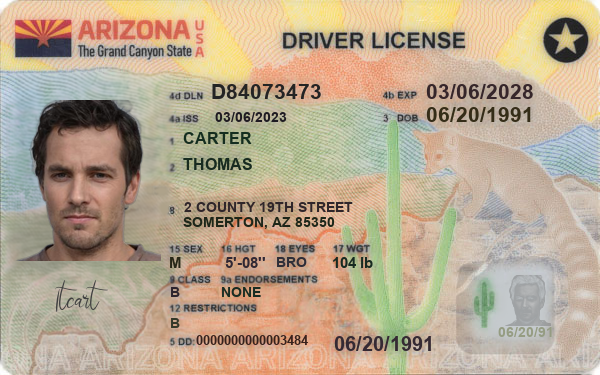 ARIZONA USA
The Grand Canyon State
DRIVER LICENSE
4d DLN D84073473 4b EXP 03/06/2028
4a ISS 03/06/2023 3 DOB 06/20/1991
1 CARTER
2 THOMAS
8 2 COUNTY 19TH STREET
SOMERTON, AZ 85350
15 SEX 16 HGT 18 EYES 17 WGT
M 5'-08" BRO 104 lb
9 CLASS 9a ENDORSEMENTS
B NONE
12 RESTRICTIONS
B
5 DD: 0000000000003484
06/20/1991
06/20/91
ARIZONA ARIZONA ARIZONA